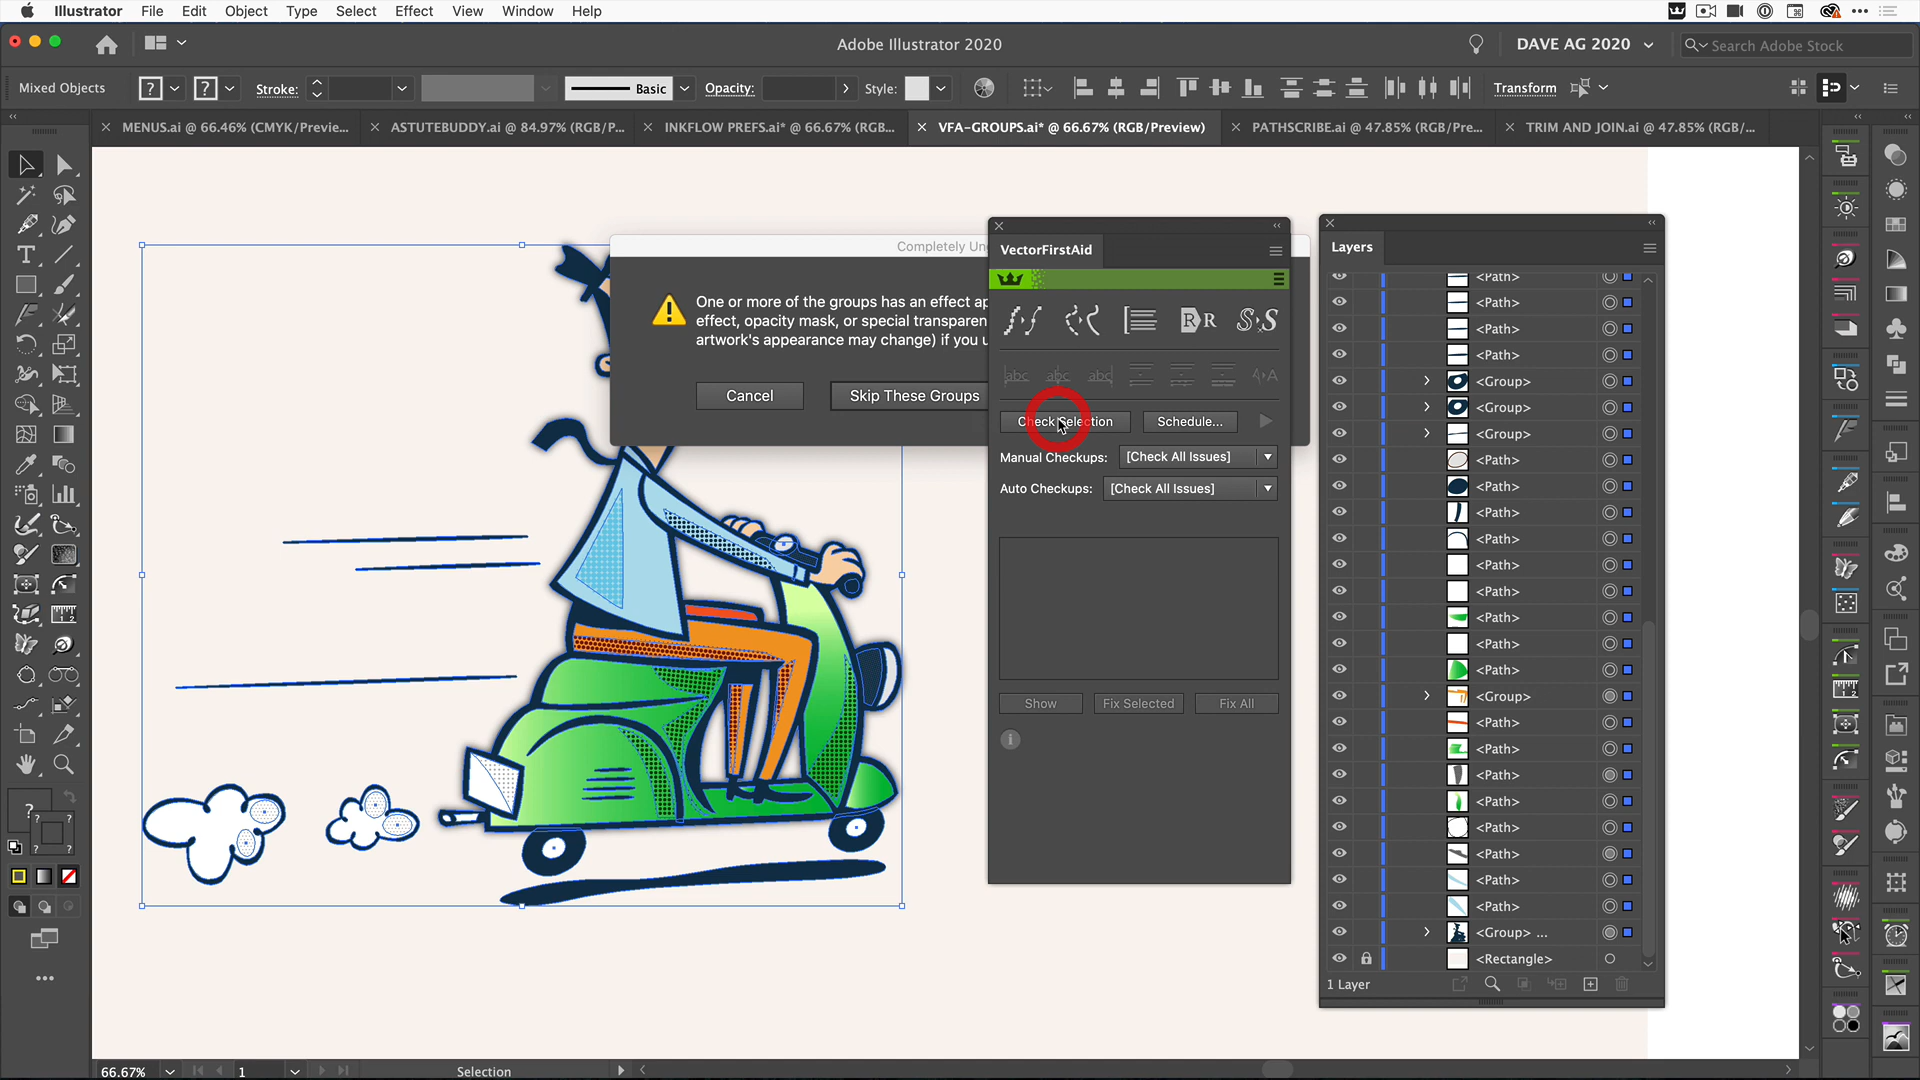 Illustrator File Edit Object Type Select Effect View Window Help
Adobe Illustrator 2020
DAVE AG 2020
Search Adobe Stock
Mixed Objects
Stroke:
Basic
Opacity:
Style:
Transform
MENUS.ai @ 66.46% (CMYK/Previe...
ASTUTEBUDDY.ai @ 84.97% (RGB/P...
INKFLOW PREFS.ai* @ 66.67% (RGB...
VFA-GROUPS.ai* @ 66.67% (RGB/Preview)
PATHSCRIBE.ai @ 47.85% (RGB/Pre...
TRIM AND JOIN.ai @ 47.85% (RGB/...
Completely Un
One or more of the groups has an effect ap
effect, opacity mask, or special transparen
artwork's appearance may change) if you u
Cancel
Skip These Groups
VectorFirstAid
Check Selection
Schedule...
Manual Checkups:
[Check All Issues]
Auto Checkups:
[Check All Issues]
Show
Fix Selected
Fix All
Layers
<Path>
<Path>
<Path>
<Path>
<Group>
<Group>
<Group>
<Path>
<Path>
<Path>
<Path>
<Path>
<Path>
<Path>
<Path>
<Path>
<Group>
<Path>
<Path>
<Path>
<Path>
<Path>
<Path>
<Path>
<Path>
<Group> ...
<Rectangle>
1 Layer
66.67%
1
Selection